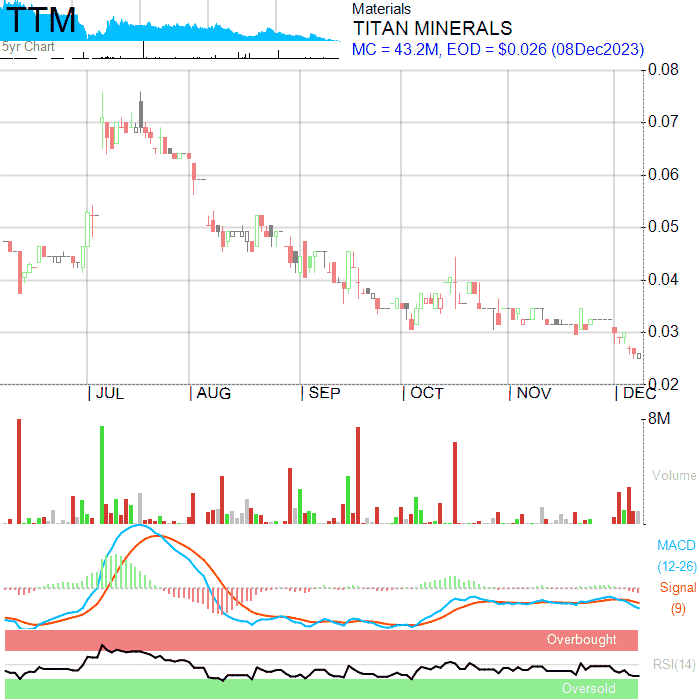 TTM
5yr Chart
Materials
TITAN MINERALS
MC = 43.2M, EOD = $0.026 (08Dec2023)
0.08
0.07
0.06
0.05
0.04
0.03
0.02
JUL AUG SEP OCT NOV DEC
8M
Volume
MACD
(12-26)
Signal
(9)
Overbought
RSI(14)
Oversold